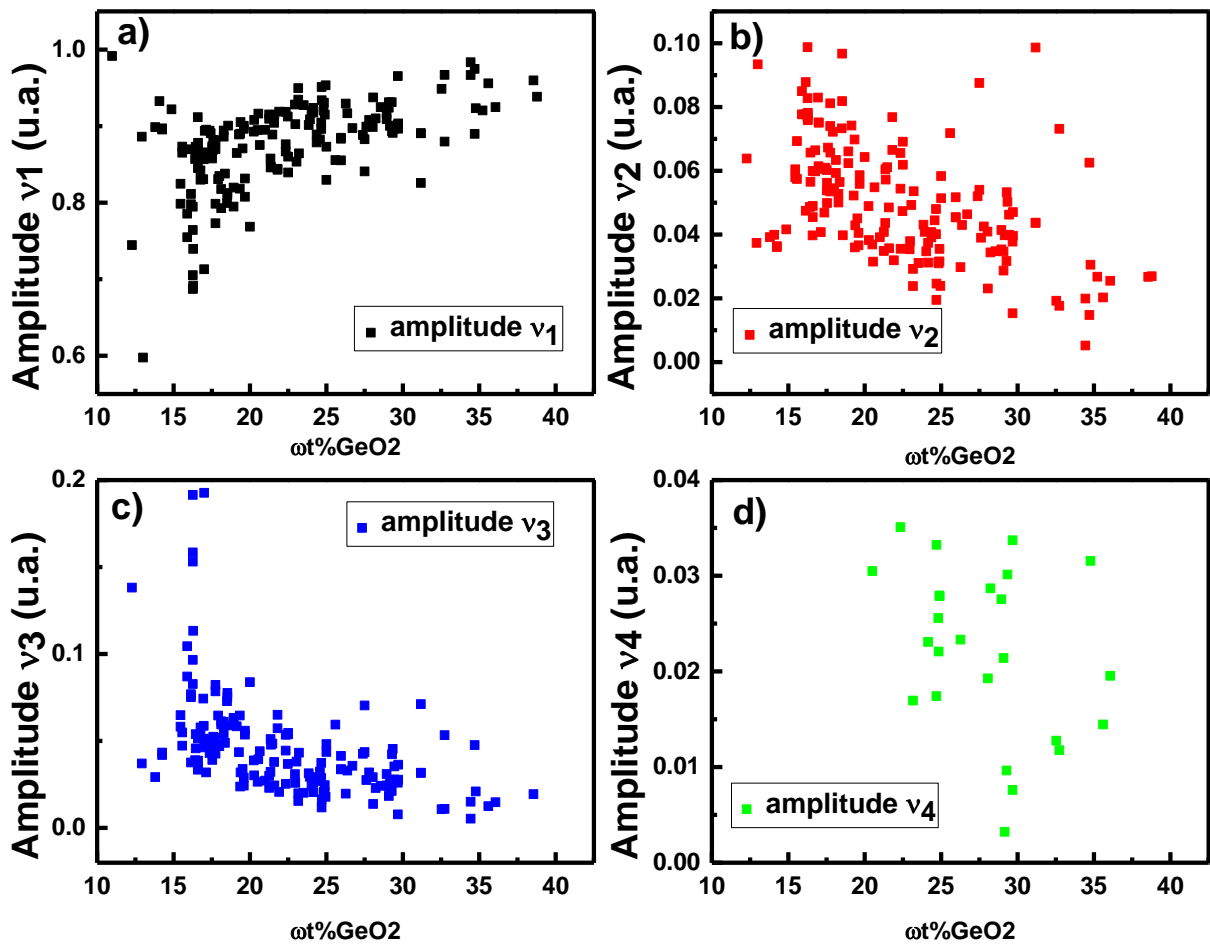 a)
Amplitude ν1 (u.a.)
1.0
0.8
0.6
amplitude ν1
10 15 20 25 30 35 40
ωt%GeO2
b)
Amplitude ν2 (u.a.)
0.10
0.08
0.06
0.04
0.02
0.00
amplitude ν2
10 15 20 25 30 35 40
ωt%GeO2
c)
Amplitude ν3 (u.a.)
0.2
0.1
0.0
amplitude ν3
10 15 20 25 30 35 40
ωt%GeO2
d)
Amplitude ν4 (u.a.)
0.04
0.03
0.02
0.01
0.00
amplitude ν4
10 15 20 25 30 35 40
ωt%GeO2